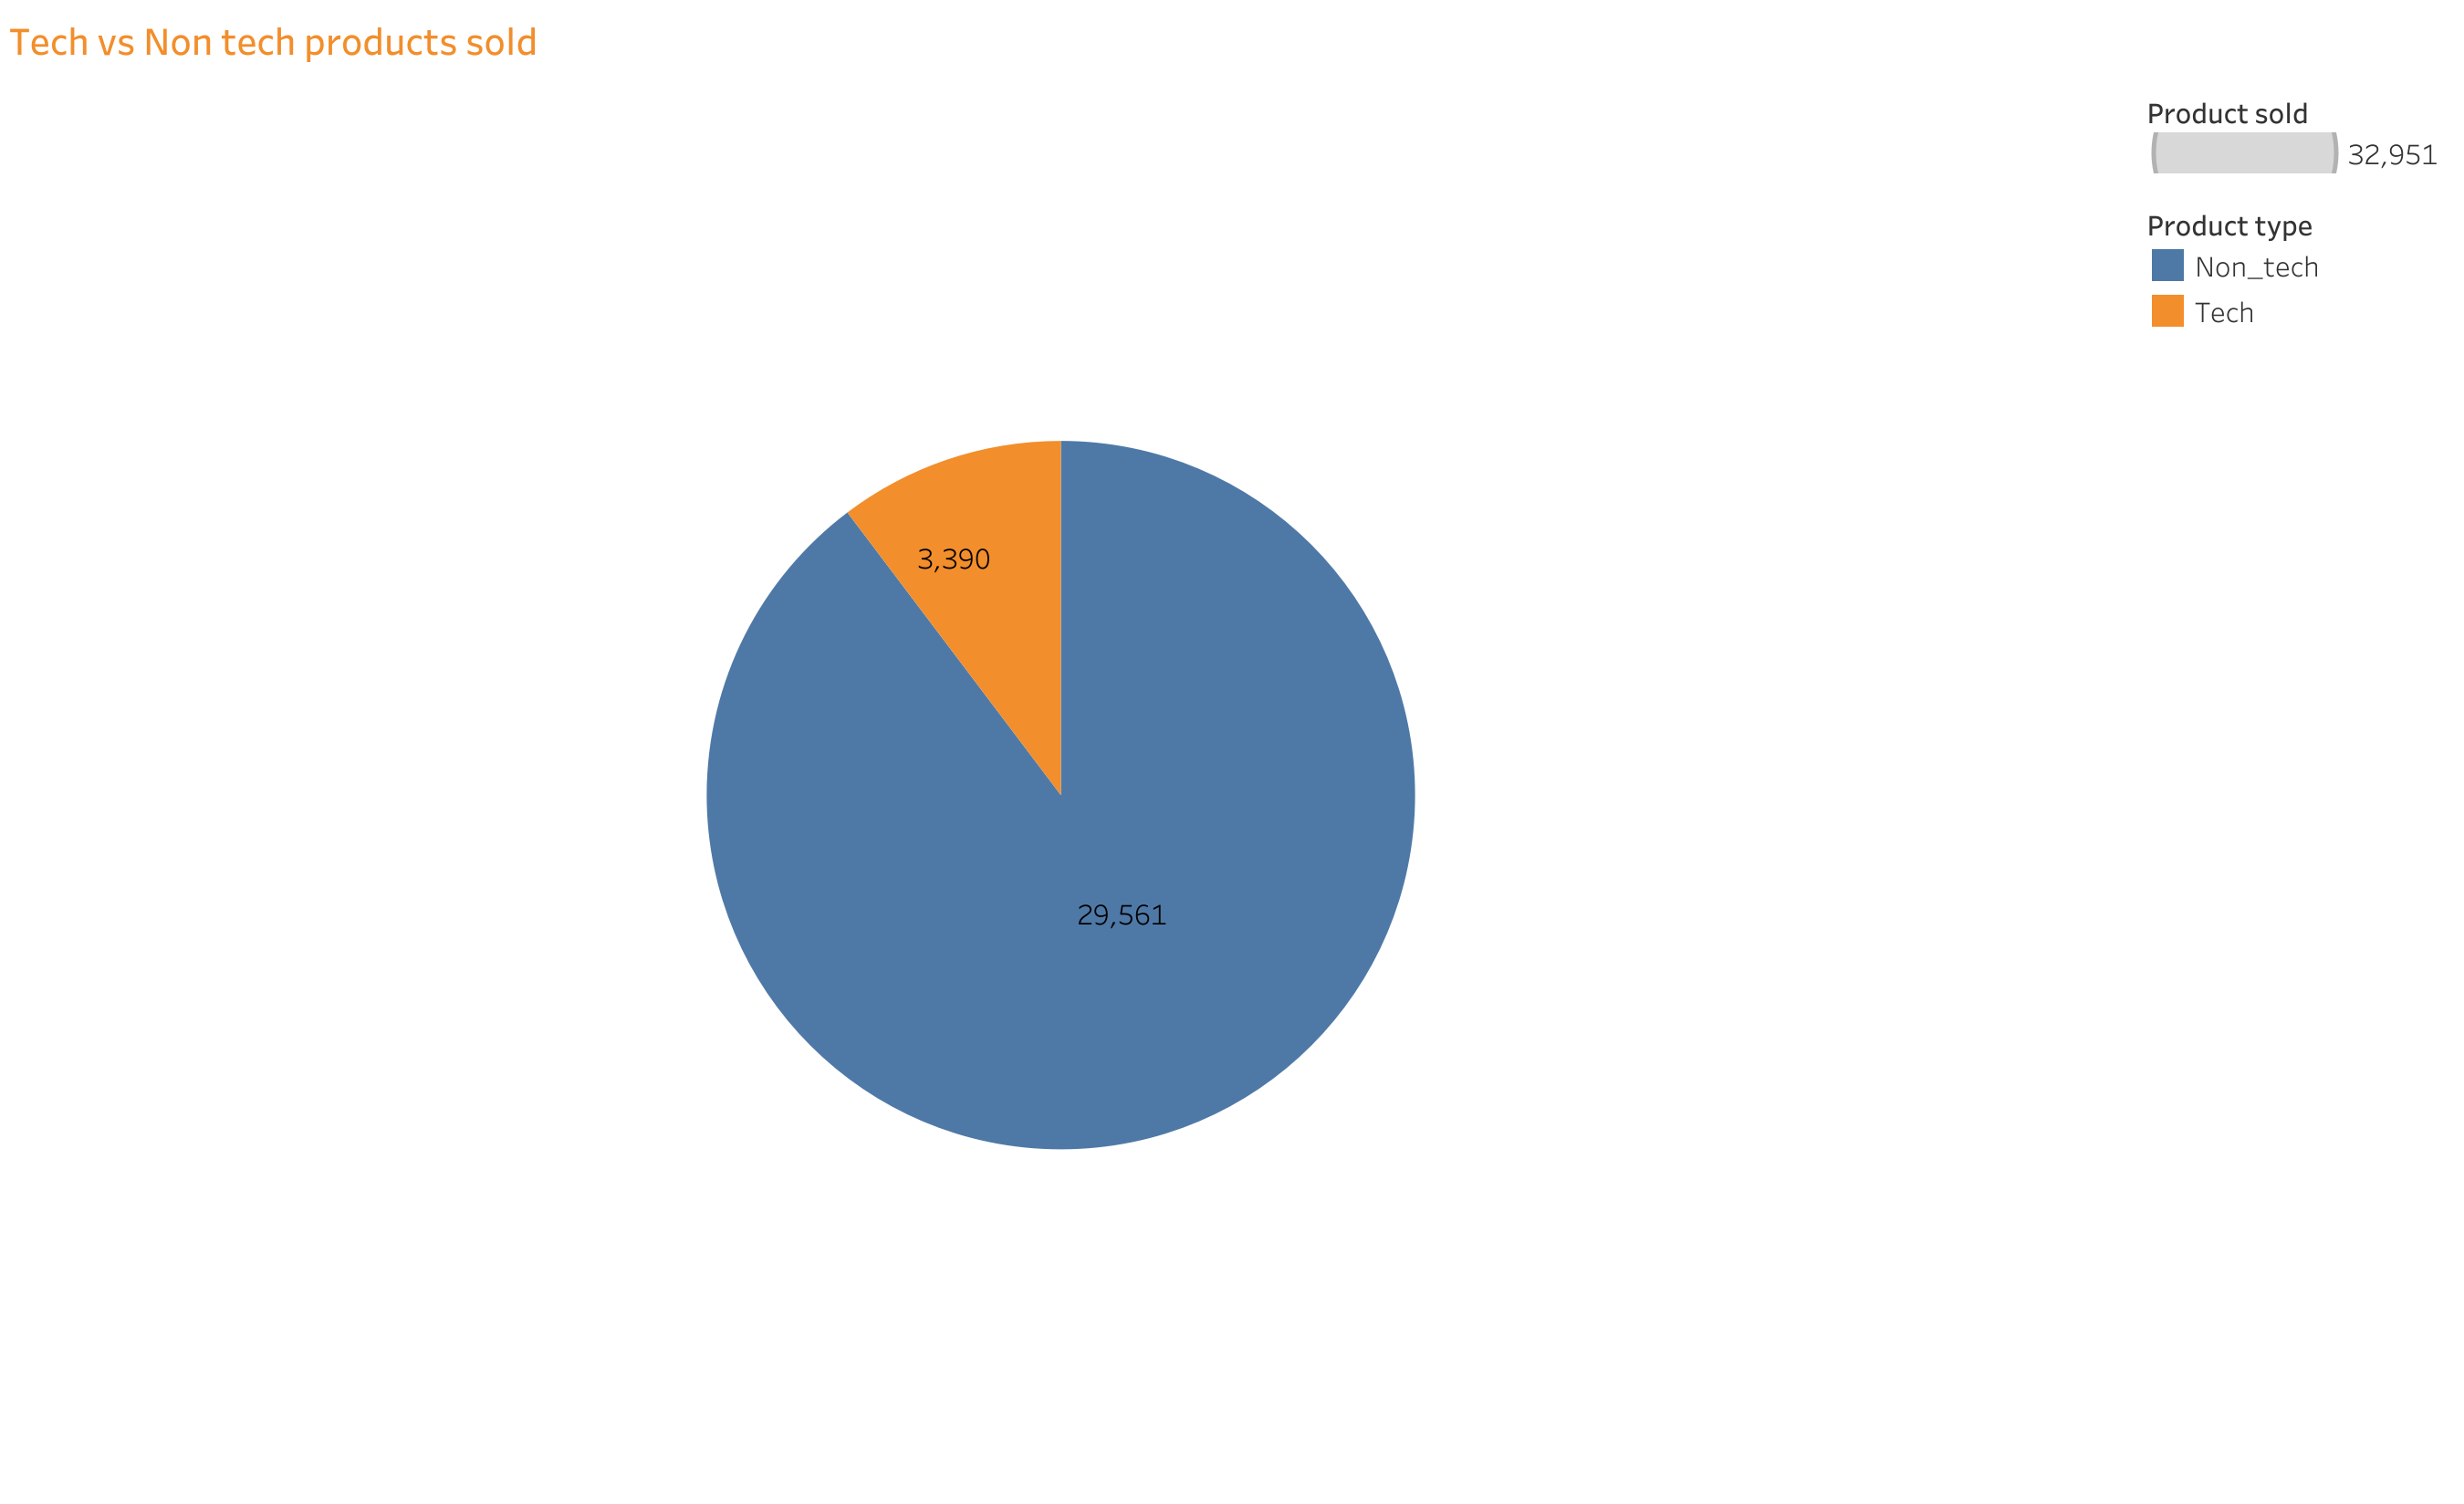 Tech vs Non tech products sold
Product sold
32,951
Product type
Non_tech
Tech
3,390
29,561